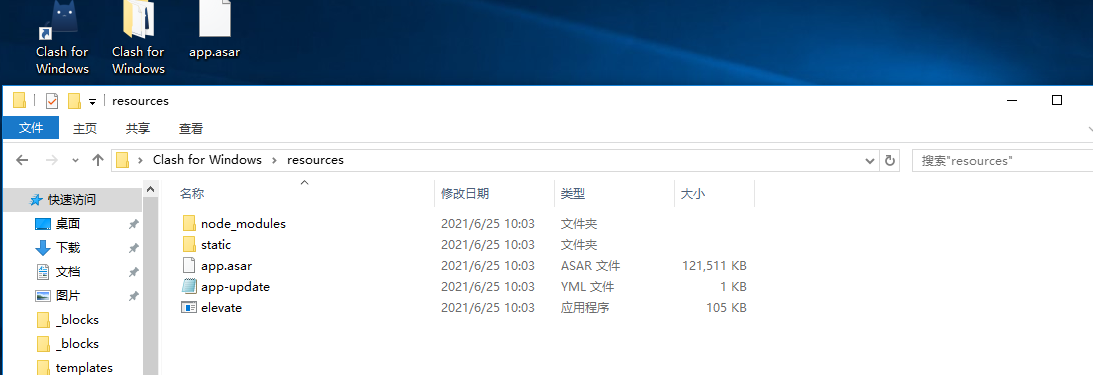 Clash for Windows
Clash for Windows
app.asar
resources
文件 主页 共享 查看
Clash for Windows resources 搜索"resources"
名称 修改日期 类型 大小
快速访问
桌面
下载
文档
图片
_blocks
_blocks
templates
node_modules 2021/6/25 10:03 文件夹
static 2021/6/25 10:03 文件夹
app.asar 2021/6/25 10:03 ASAR 文件 121,511 KB
app-update 2021/6/25 10:03 YML 文件 1 KB
elevate 2021/6/25 10:03 应用程序 105 KB